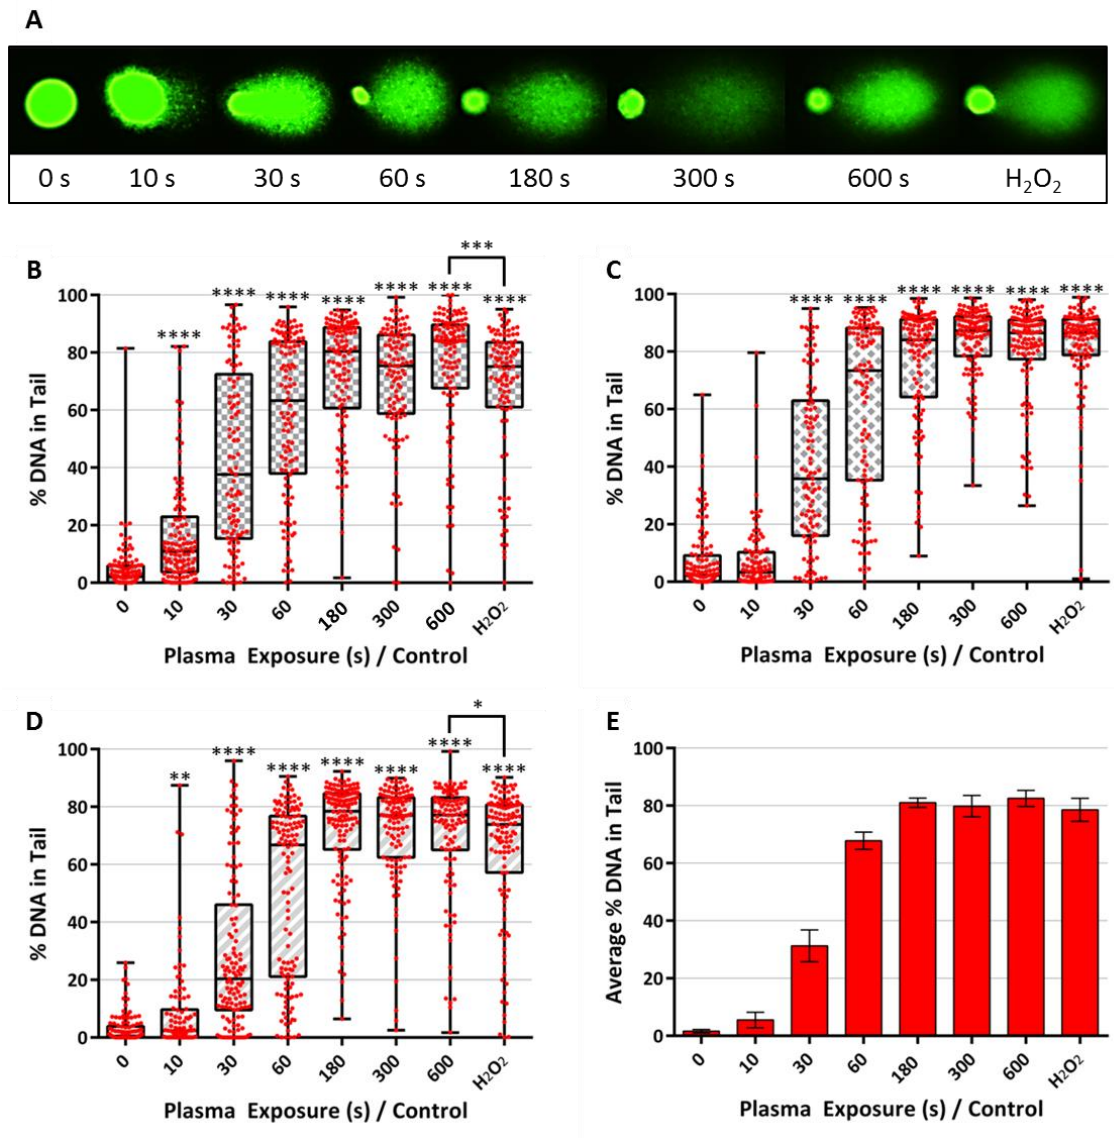 A
0 s 10 s 30 s 60 s 180 s 300 s 600 s H₂O₂
B
***
**** **** **** **** **** **** ****
% DNA in Tail
100
80
60
40
20
0
0 10 30 60 180 300 600 H₂O₂
Plasma Exposure (s) / Control
C
**** **** **** **** **** ****
% DNA in Tail
100
80
60
40
20
0
0 10 30 60 180 300 600 H₂O₂
Plasma Exposure (s) / Control
D
*
** **** **** **** **** **** ****
% DNA in Tail
100
80
60
40
20
0
0 10 30 60 180 300 600 H₂O₂
Plasma Exposure (s) / Control
E
Average % DNA in Tail
100
80
60
40
20
0
0 10 30 60 180 300 600 H₂O₂
Plasma Exposure (s) / Control